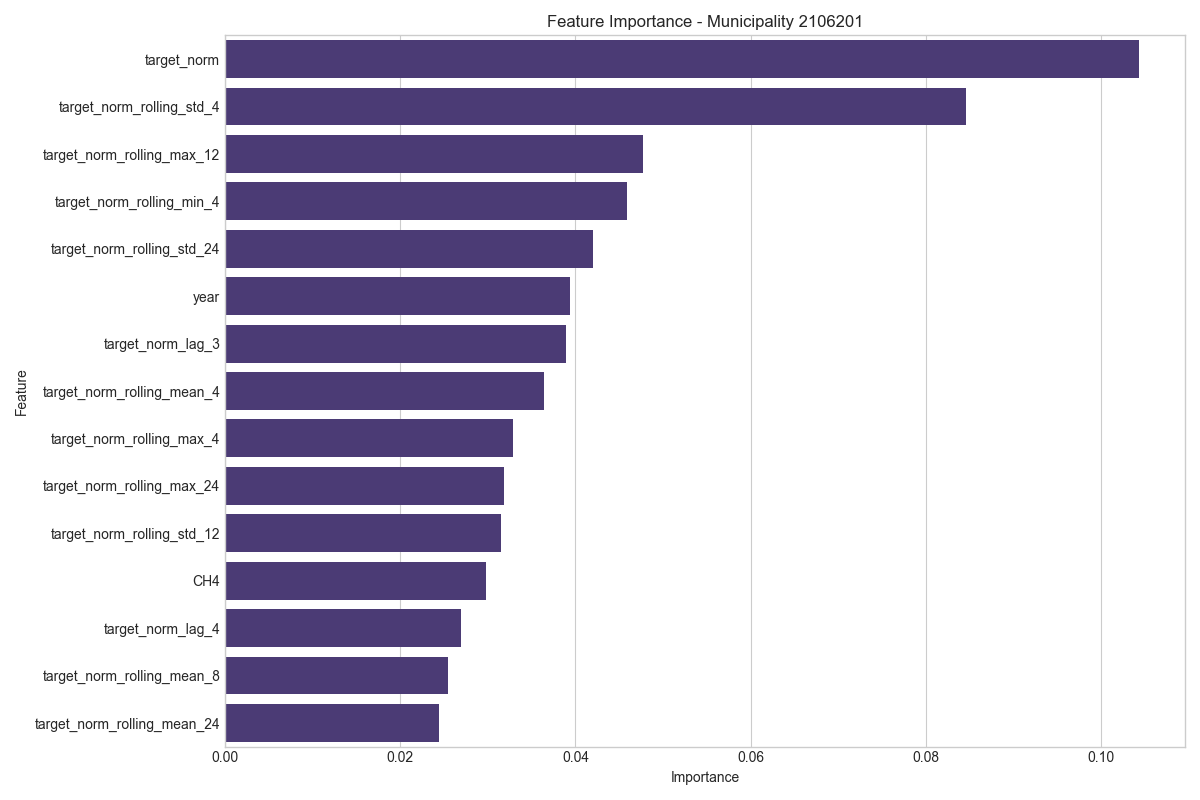 Feature Importance - Municipality 2106201
target_norm
target_norm_rolling_std_4
target_norm_rolling_max_12
target_norm_rolling_min_4
target_norm_rolling_std_24
year
target_norm_lag_3
target_norm_rolling_mean_4
target_norm_rolling_max_4
target_norm_rolling_max_24
target_norm_rolling_std_12
CH4
target_norm_lag_4
target_norm_rolling_mean_8
target_norm_rolling_mean_24
Feature
0.00 0.02 0.04 0.06 0.08 0.10
Importance